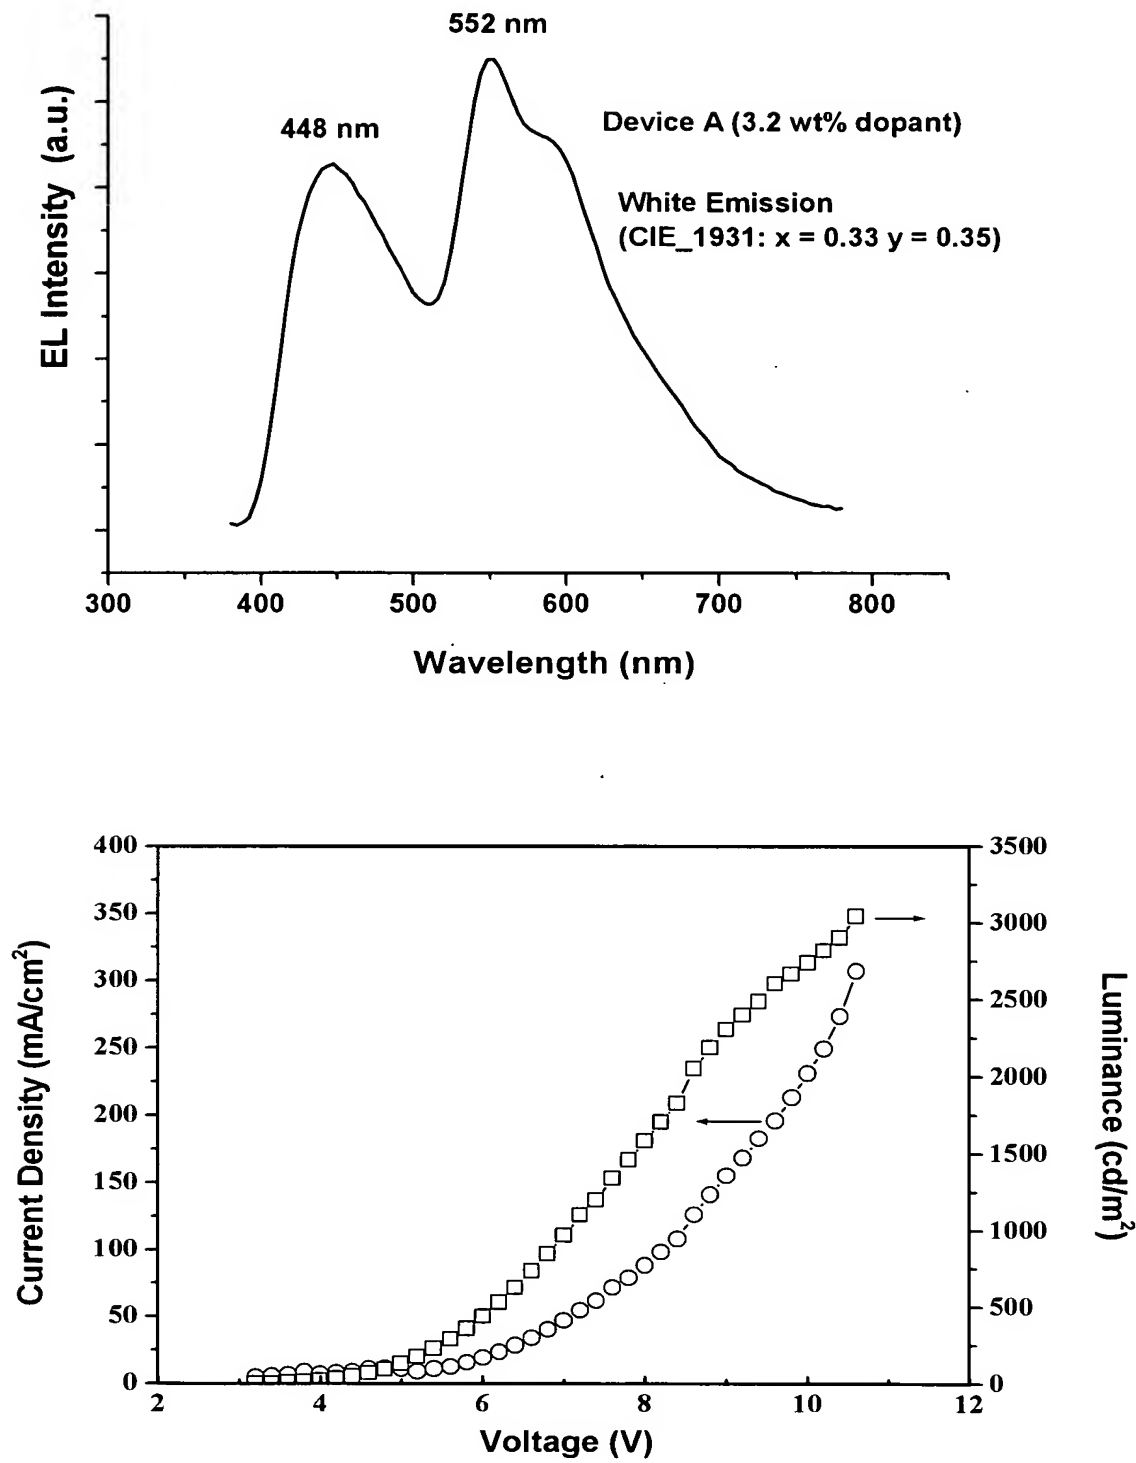 552 nm
448 nm
Device A (3.2 wt% dopant)
White Emission
(CIE_1931: x = 0.33 y = 0.35)
EL Intensity (a.u.)
300 400 500 600 700 800
Wavelength (nm)
400
350
300
250
200
150
100
50
0
Current Density (mA/cm²)
3500
3000
2500
2000
1500
1000
500
0
Luminance (cd/m²)
2 4 6 8 10 12
Voltage (V)